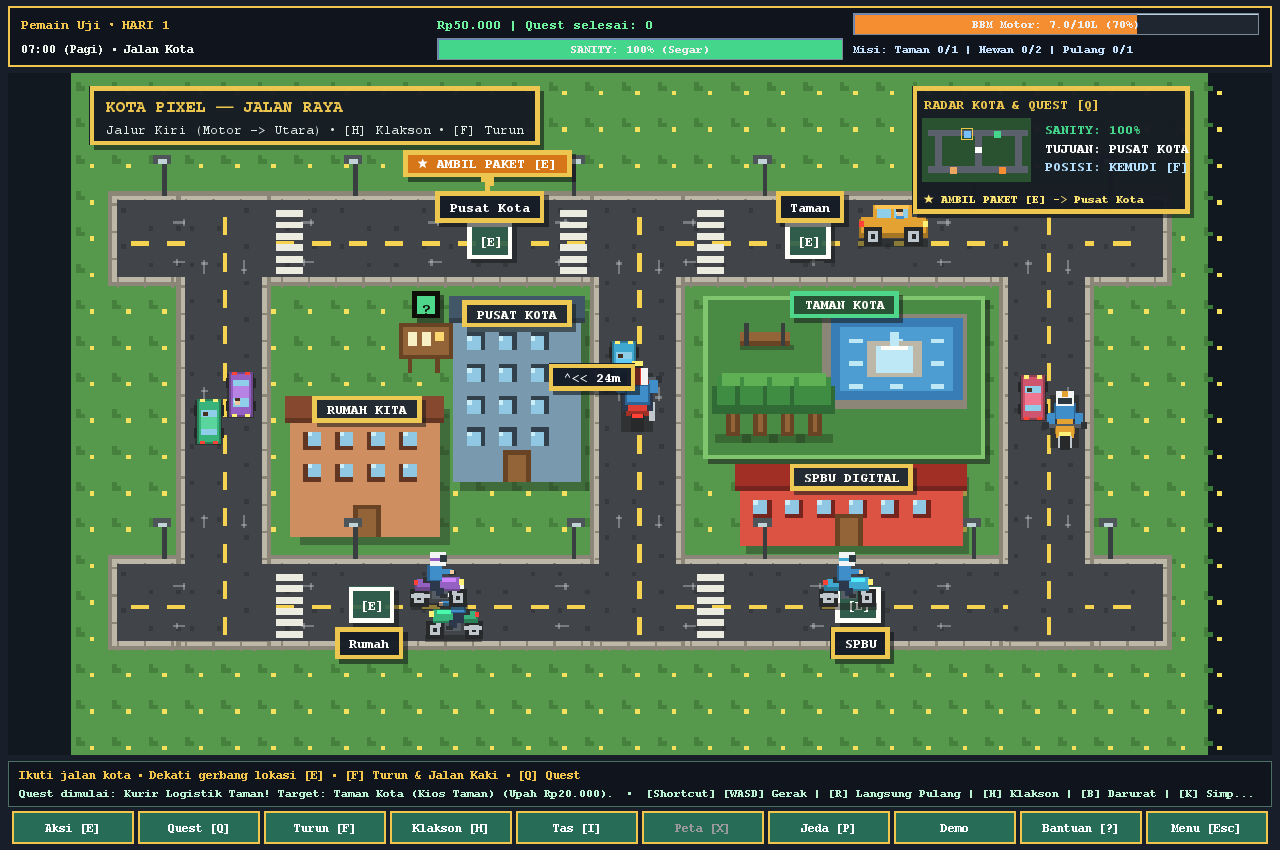 Pemain Uji • HARI 1
Rp50.000 | Quest selesai: 0
BBM Motor: 7.0/10L (70%)
07:00 (Pagi) • Jalan Kota
SANITY: 100% (Segar)
Misi: Taman 0/1 | Hewan 0/2 | Pulang 0/1
KOTA PIXEL — JALAN RAYA
Jalur Kiri (Motor -> Utara) • [H] Klakson • [F] Turun
RADAR KOTA & QUEST [Q]
SANITY: 100%
TUJUAN: PUSAT KOTA
POSISI: KEMUDI [F]
★ AMBIL PAKET [E] -> Pusat Kota
★ AMBIL PAKET [E]
Pusat Kota
[E]
Taman
[E]
?
PUSAT KOTA
TAMAN KOTA
^<< 24m
RUMAH KITA
SPBU DIGITAL
[E]
Rumah
SPBU
Ikuti jalan kota • Dekati gerbang lokasi [E] • [F] Turun & Jalan Kaki • [Q] Quest
Quest dimulai: Kurir Logistik Taman! Target: Taman Kota (Kios Taman) (Upah Rp20.000). • [Shortcut] [WASD] Gerak | [R] Langsung Pulang | [H] Klakson | [B] Darurat | [K] Simp...
Aksi [E]
Quest [Q]
Turun [F]
Klakson [H]
Tas [I]
Peta [X]
Jeda [P]
Demo
Bantuan [?]
Menu [Esc]